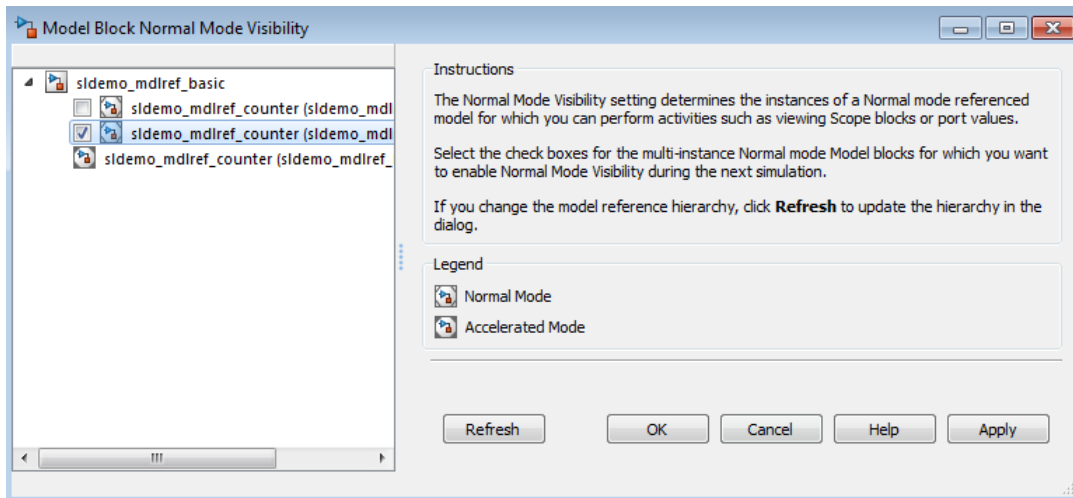 Model Block Normal Mode Visibility
sldemo_mdlref_basic
sldemo_mdlref_counter (sldemo_mdl
sldemo_mdlref_counter (sldemo_mdl
sldemo_mdlref_counter (sldemo_mdlref_
Instructions
The Normal Mode Visibility setting determines the instances of a Normal mode referenced
model for which you can perform activities such as viewing Scope blocks or port values.
Select the check boxes for the multi-instance Normal mode Model blocks for which you want
to enable Normal Mode Visibility during the next simulation.
If you change the model reference hierarchy, click Refresh to update the hierarchy in the
dialog.
Legend
Normal Mode
Accelerated Mode
Refresh OK Cancel Help Apply